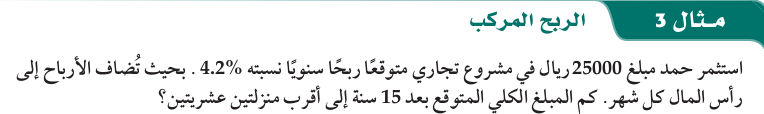 مثال 3 الربح المركب
استثمر حمد مبلغ 25000 ريال في مشروع تجاري متوقعًا ربحًا سنويًا نسبته 4.2% . بحيث تُضاف الأرباح إلى
رأس المال كل شهر. كم المبلغ الكلي المتوقع بعد 15 سنة إلى أقرب منزلتين عشريتين؟